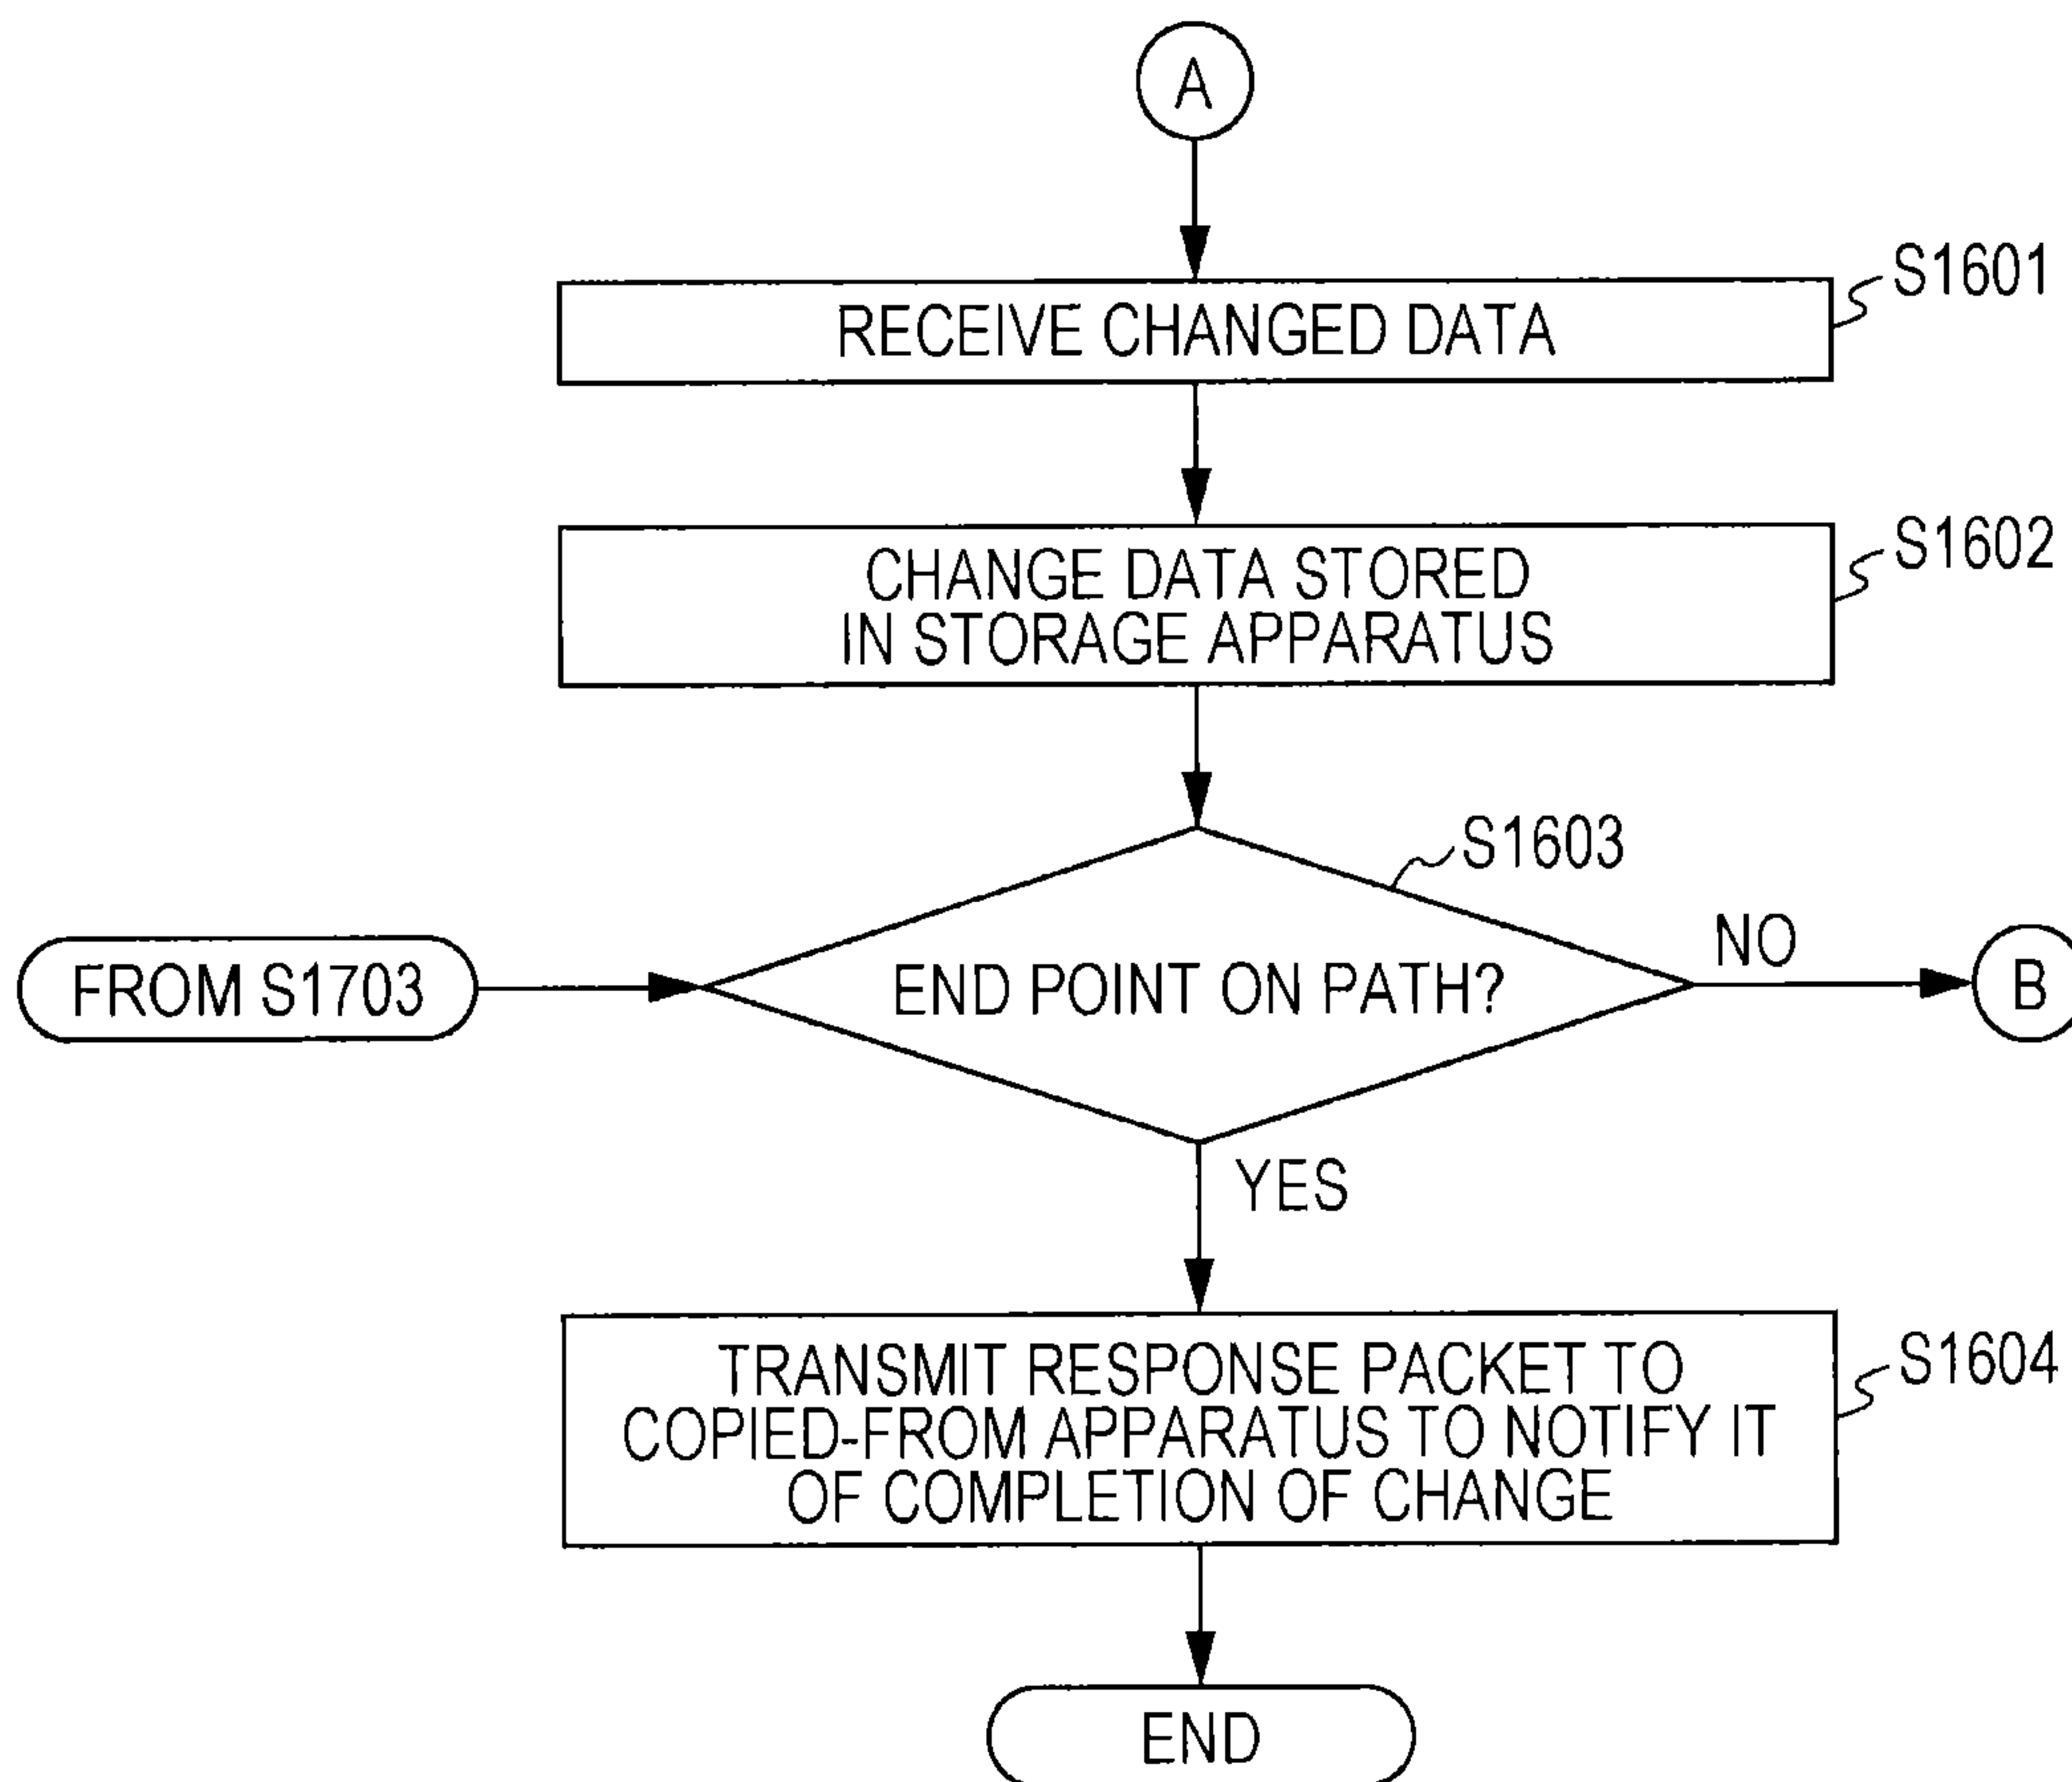 A
S1601
RECEIVE CHANGED DATA
S1602
CHANGE DATA STORED
IN STORAGE APPARATUS
S1603
FROM S1703
END POINT ON PATH?
NO
B
YES
S1604
TRANSMIT RESPONSE PACKET TO
COPIED-FROM APPARATUS TO NOTIFY IT
OF COMPLETION OF CHANGE
END